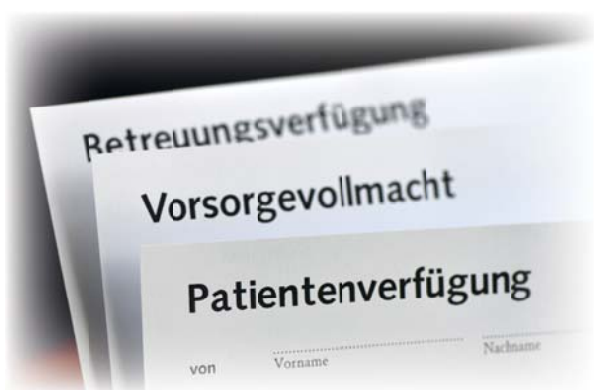 Betreuungsverfügung
Vorsorgevollmacht
Patientenverfügung
von Vorname Nachname